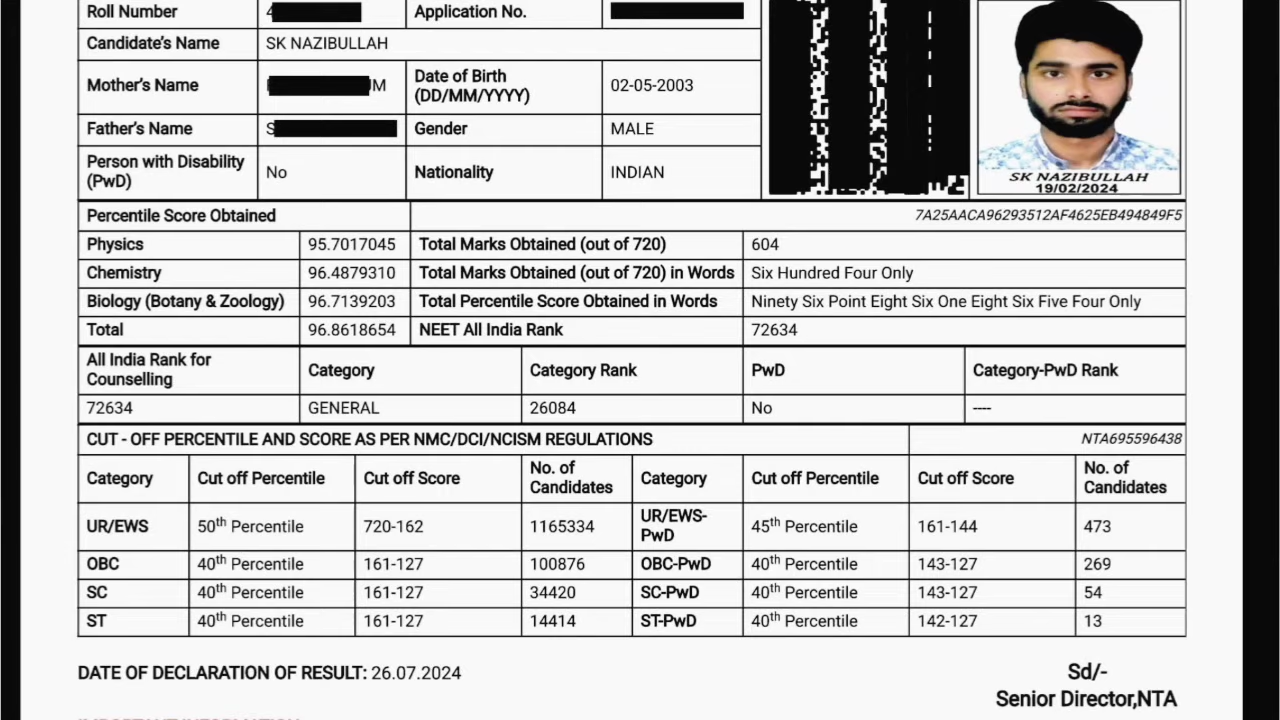 Roll Number 4 Application No.
Candidate's Name SK NAZIBULLAH
Mother's Name M Date of Birth (DD/MM/YYYY) 02-05-2003
Father's Name S Gender MALE
Person with Disability (PwD) No Nationality INDIAN
SK NAZIBULLAH
19/02/2024
Percentile Score Obtained 7A25AACA96293512AF4625EB494849F5
Physics 95.7017045 Total Marks Obtained (out of 720) 604
Chemistry 96.4879310 Total Marks Obtained (out of 720) in Words Six Hundred Four Only
Biology (Botany & Zoology) 96.7139203 Total Percentile Score Obtained in Words Ninety Six Point Eight Six One Eight Six Five Four Only
Total 96.8618654 NEET All India Rank 72634
All India Rank for Counselling Category Category Rank PwD Category-PwD Rank
72634 GENERAL 26084 No ----
CUT - OFF PERCENTILE AND SCORE AS PER NMC/DCI/NCISM REGULATIONS NTA695596438
Category Cut off Percentile Cut off Score No. of Candidates Category Cut off Percentile Cut off Score No. of Candidates
UR/EWS 50th Percentile 720-162 1165334 UR/EWS-PwD 45th Percentile 161-144 473
OBC 40th Percentile 161-127 100876 OBC-PwD 40th Percentile 143-127 269
SC 40th Percentile 161-127 34420 SC-PwD 40th Percentile 143-127 54
ST 40th Percentile 161-127 14414 ST-PwD 40th Percentile 142-127 13
DATE OF DECLARATION OF RESULT: 26.07.2024
Sd/-
Senior Director,NTA